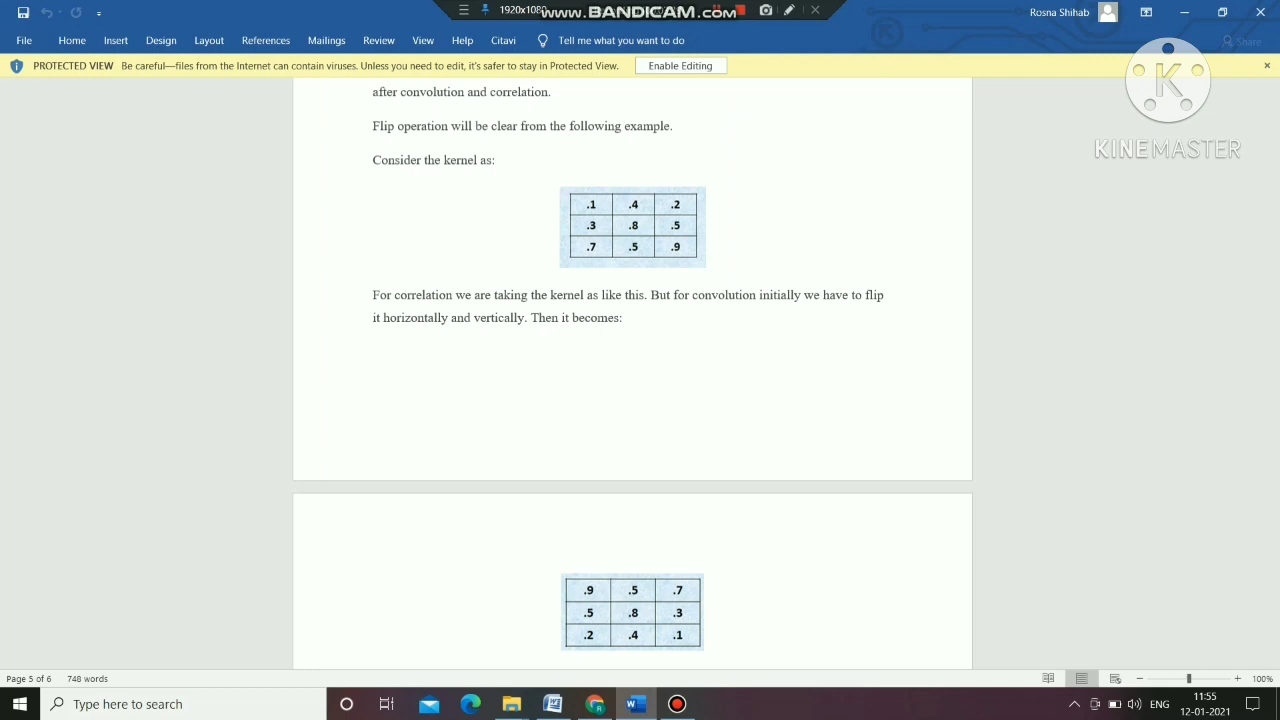 1920x1080
www.BANDICAM.com
Rosna Shihab
File Home Insert Design Layout References Mailings Review View Help Citavi Tell me what you want to do Share
PROTECTED VIEW Be careful—files from the Internet can contain viruses. Unless you need to edit, it's safer to stay in Protected View. Enable Editing
K
KINEMASTER
after convolution and correlation.
Flip operation will be clear from the following example.
Consider the kernel as:
.1 .4 .2
.3 .8 .5
.7 .5 .9
For correlation we are taking the kernel as like this. But for convolution initially we have to flip
it horizontally and vertically. Then it becomes:
.9 .5 .7
.5 .8 .3
.2 .4 .1
Page 5 of 6 748 words 100%
Type here to search
ENG
11:55
12-01-2021